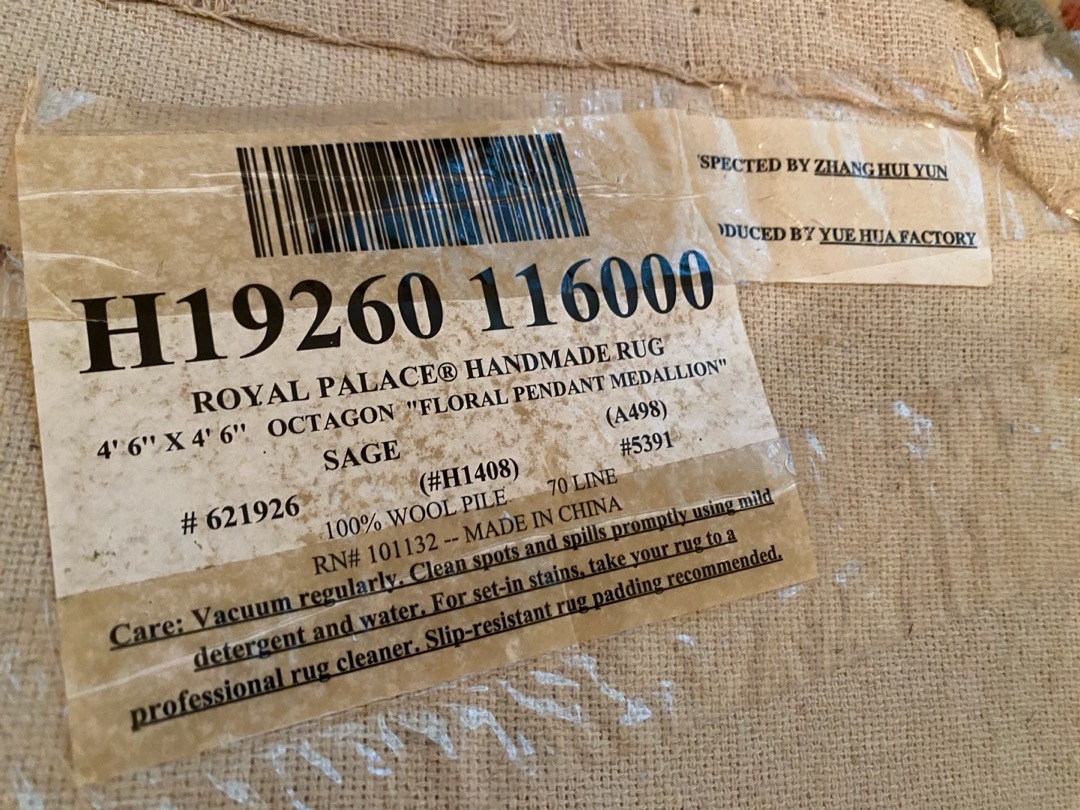 'SPECTED BY ZHANG HUI YUN
DUCED BY YUE HUA FACTORY
H19260 116000
ROYAL PALACE® HANDMADE RUG
4' 6" X 4' 6" OCTAGON "FLORAL PENDANT MEDALLION"
SAGE (A498)
(#H1408) #5391
# 621926 100% WOOL PILE 70 LINE
RN# 101132 -- MADE IN CHINA
Care: Vacuum regularly. Clean spots and spills promptly using mild
detergent and water. For set-in stains, take your rug to a
professional rug cleaner. Slip-resistant rug padding recommended.